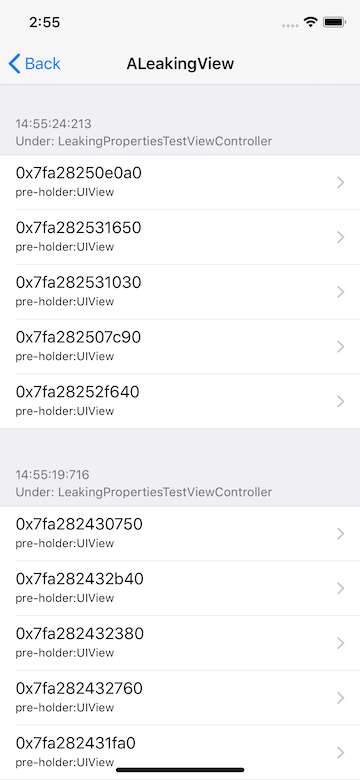 2:55
Back
ALeakingView
14:55:24:213
Under: LeakingPropertiesTestViewController
0x7fa28250e0a0
pre-holder:UIView
0x7fa282531650
pre-holder:UIView
0x7fa282531030
pre-holder:UIView
0x7fa282507c90
pre-holder:UIView
0x7fa28252f640
pre-holder:UIView
14:55:19:716
Under: LeakingPropertiesTestViewController
0x7fa282430750
pre-holder:UIView
0x7fa282432b40
pre-holder:UIView
0x7fa282432380
pre-holder:UIView
0x7fa282432760
pre-holder:UIView
0x7fa282431fa0
pre-holder:UIView